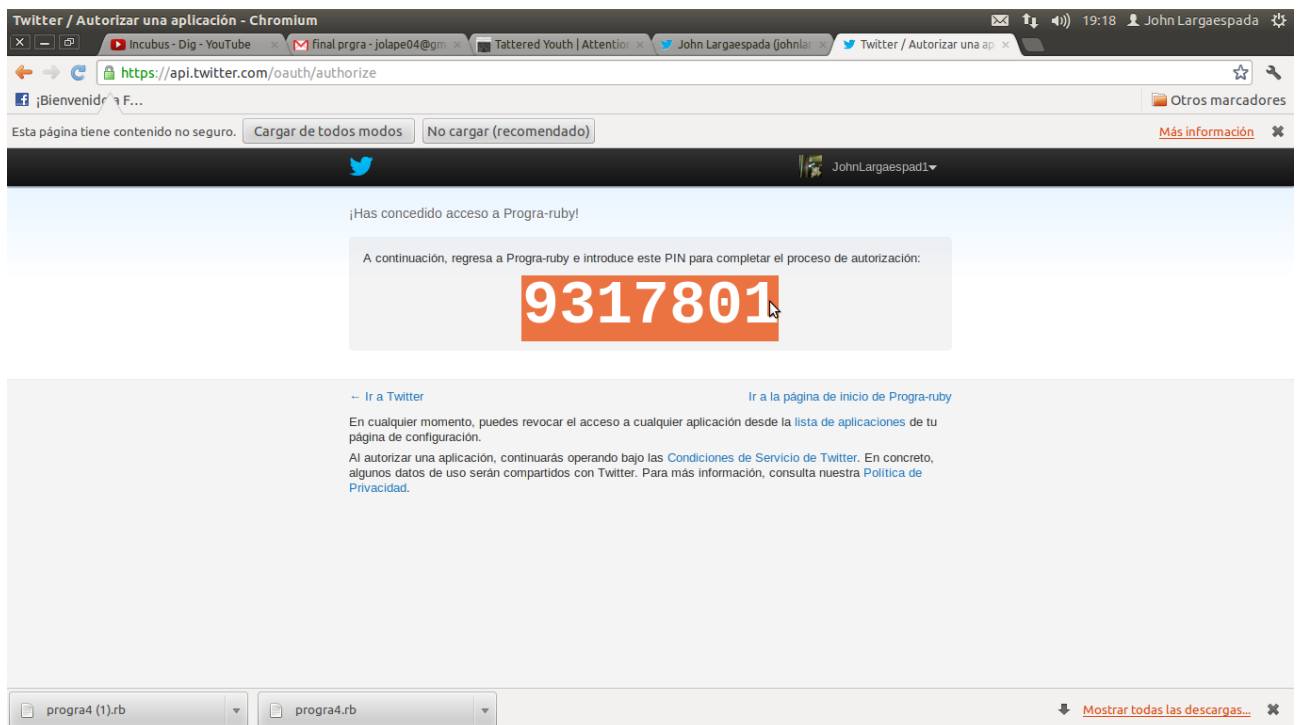 Twitter / Autorizar una aplicación - Chromium
19:18 John Largaespada
Incubus - Dig - YouTube
final prgra - jolape04@gm
Tattered Youth | Attention
John Largaespada (johnlar
Twitter / Autorizar una ap
https://api.twitter.com/oauth/authorize
¡Bienvenido a F...
Otros marcadores
Esta página tiene contenido no seguro. Cargar de todos modos No cargar (recomendado) Más información
JohnLargaespad1
¡Has concedido acceso a Progra-ruby!
A continuación, regresa a Progra-ruby e introduce este PIN para completar el proceso de autorización:
9317801
← Ir a Twitter
Ir a la página de inicio de Progra-ruby
En cualquier momento, puedes revocar el acceso a cualquier aplicación desde la lista de aplicaciones de tu
página de configuración.
Al autorizar una aplicación, continuarás operando bajo las Condiciones de Servicio de Twitter. En concreto,
algunos datos de uso serán compartidos con Twitter. Para más información, consulta nuestra Política de
Privacidad.
progra4 (1).rb
progra4.rb
Mostrar todas las descargas...